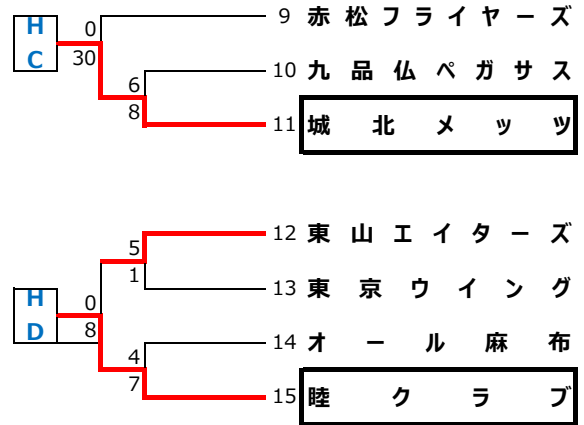 9 赤松フライヤーズ
H 0
C 30
10 九品仏ペガサス
6
8
11 城北メッツ
12 東山エイターズ
5
1
13 東京ウイング
H 0
D 8
14 オール麻布
4
7
15 睦クラブ